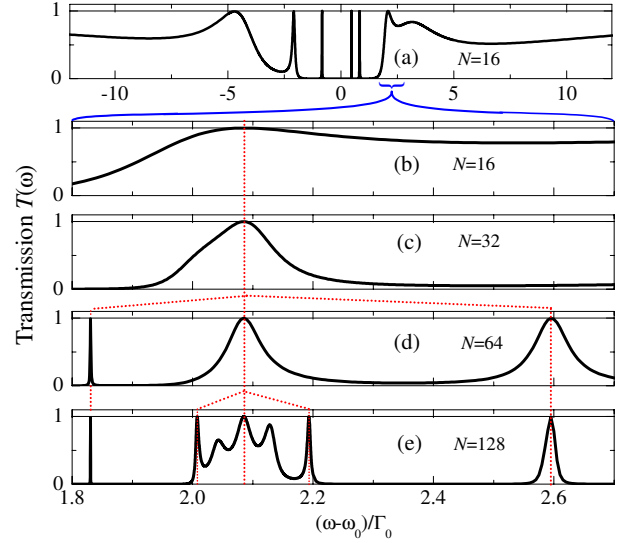 1
0
(a)
N=16
-10
-5
0
5
10
1
0
(b)
N=16
1
0
(c)
N=32
1
0
(d)
N=64
1
0
(e)
N=128
1.8
2.0
2.2
2.4
2.6
(ω-ω₀)/Γ₀
Transmission T(ω)